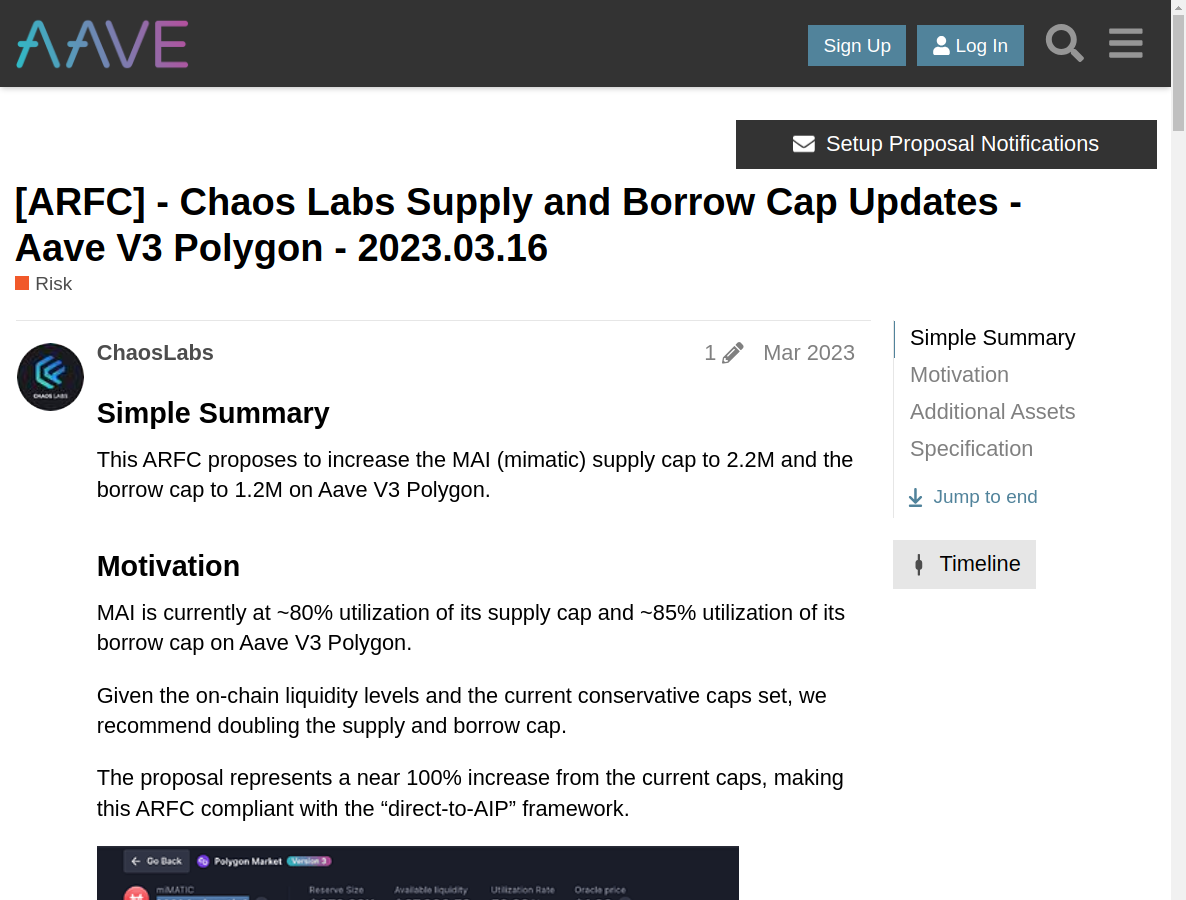 AAVE
Sign Up
Log In
Setup Proposal Notifications
[ARFC] - Chaos Labs Supply and Borrow Cap Updates -
Aave V3 Polygon - 2023.03.16
Risk
ChaosLabs
1
Mar 2023
CHAOS LABS
Simple Summary
This ARFC proposes to increase the MAI (mimatic) supply cap to 2.2M and the
borrow cap to 1.2M on Aave V3 Polygon.
Motivation
MAI is currently at ~80% utilization of its supply cap and ~85% utilization of its
borrow cap on Aave V3 Polygon.
Given the on-chain liquidity levels and the current conservative caps set, we
recommend doubling the supply and borrow cap.
The proposal represents a near 100% increase from the current caps, making
this ARFC compliant with the “direct-to-AIP” framework.
Go Back
Polygon Market
Version 3
miMATIC
Reserve Size
Available liquidity
Utilization Rate
Oracle price
Simple Summary
Motivation
Additional Assets
Specification
Jump to end
Timeline